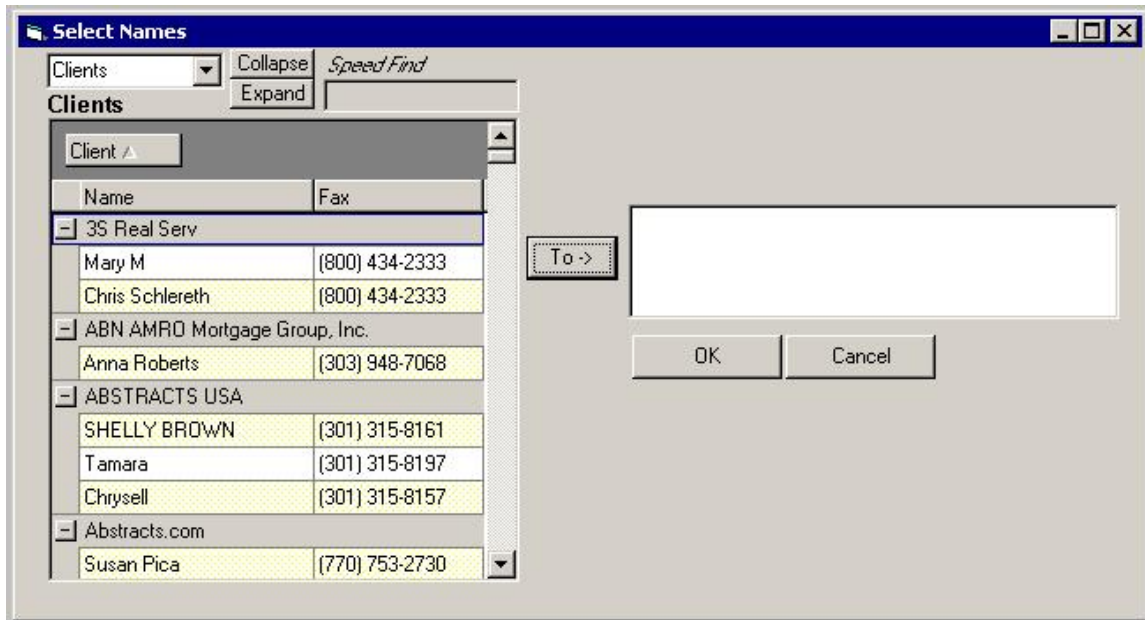 Select Names
Clients
Collapse
Speed Find
Expand
Clients
Client
Name Fax
3S Real Serv
Mary M (800) 434-2333
Chris Schlereth (800) 434-2333
ABN AMRO Mortgage Group, Inc.
Anna Roberts (303) 948-7068
ABSTRACTS USA
SHELLY BROWN (301) 315-8161
Tamara (301) 315-8197
Chrysell (301) 315-8157
Abstracts.com
Susan Pica (770) 753-2730
To ->
OK Cancel